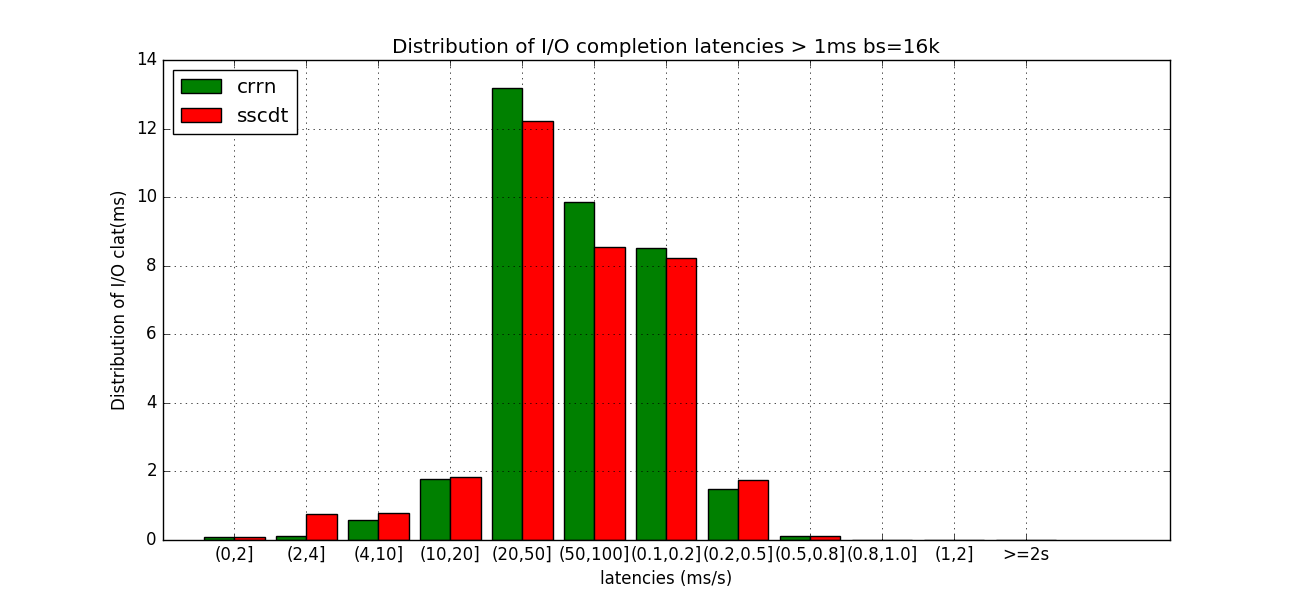 Distribution of I/O completion latencies > 1ms bs=16k
crrn
sscdt
14
12
10
8
6
4
2
0
Distribution of I/O clat(ms)
(0,2] (2,4] (4,10] (10,20] (20,50] (50,100] (0.1,0.2] (0.2,0.5] (0.5,0.8] (0.8,1.0] (1,2] >=2s
latencies (ms/s)